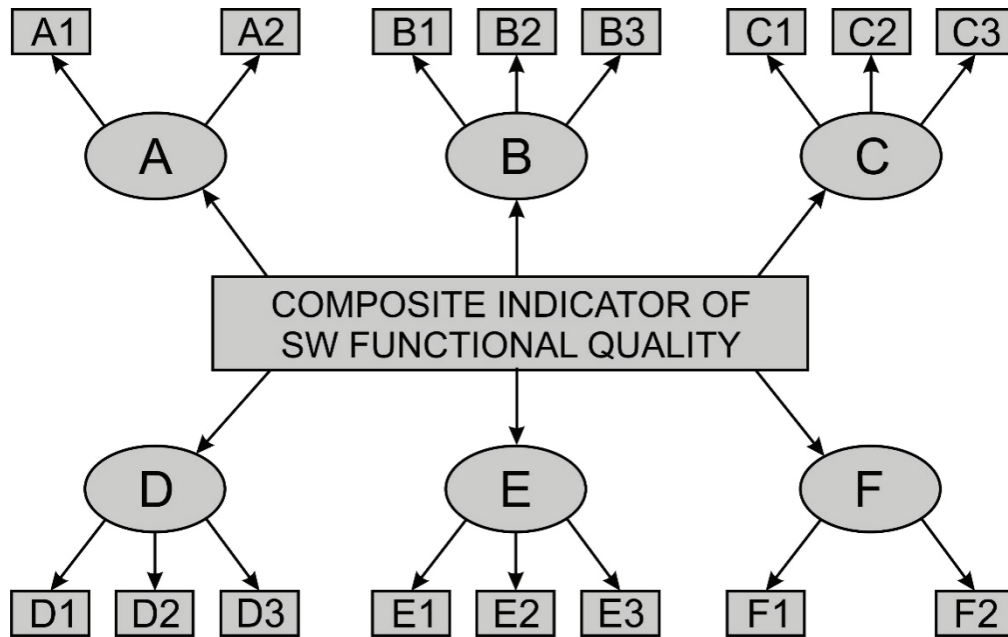 A1 A2 B1 B2 B3 C1 C2 C3
A B C
COMPOSITE INDICATOR OF
SW FUNCTIONAL QUALITY
D E F
D1 D2 D3 E1 E2 E3 F1 F2